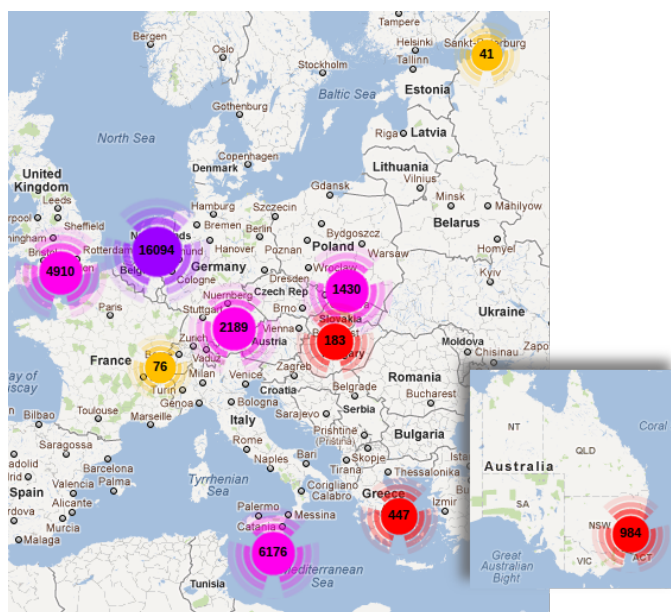 Tampere
Bergen
Helsinki
Sankt-Peterburg
41
Oslo
Tallinn
Stockholm
Estonia
Baltic Sea
Gothenburg
North Sea
Riga
Latvia
Denmark
Copenhagen
Lithuania
United
Kingdom
Vilnius
Gdansk
Leeds
Minsk
Mahilyow
Hamburg
Szczecin
Sheffield
Bremen
Berlin
Bydgoszcz
Belarus
Rotterdam
16094
Hanover
Poznan
Poland
Homyel
Warsaw
4910
Germany
Dresden
Wroclaw
Cologne
Kyiv
Czech Rep
1430
Nuremberg
Paris
Stuttgart
Brno
Ukraine
2189
Vienna
Slovakia
Austria
183
Moldova
Chisinau
Zurich
Vaduz
France
76
Milan
Venice
Zagreb
Romania
Turin
Croatia
Belgrade
Bucharest
Toulouse
Genoa
Bologna
Serbia
Bilbao
Marseille
Sarajevo
Italy
Prishtine
(Priština)
Bulgaria
Saragossa
Rome
Skopje
Barcelona
Naples
Bari
Tirana
Thessalonika
Spain
Valencia
Palma
Tyrrhenian
Sea
Corigliano
Calabro
Greece
Izmir
Alicante
Murcia
Palermo
Messina
447
Malaga
Catania
6176
Mediterranean
Sea
Tunisia
Coral
NT
QLD
Australia
SA
NSW
984
Great
Australian
Bight
VIC
ACT